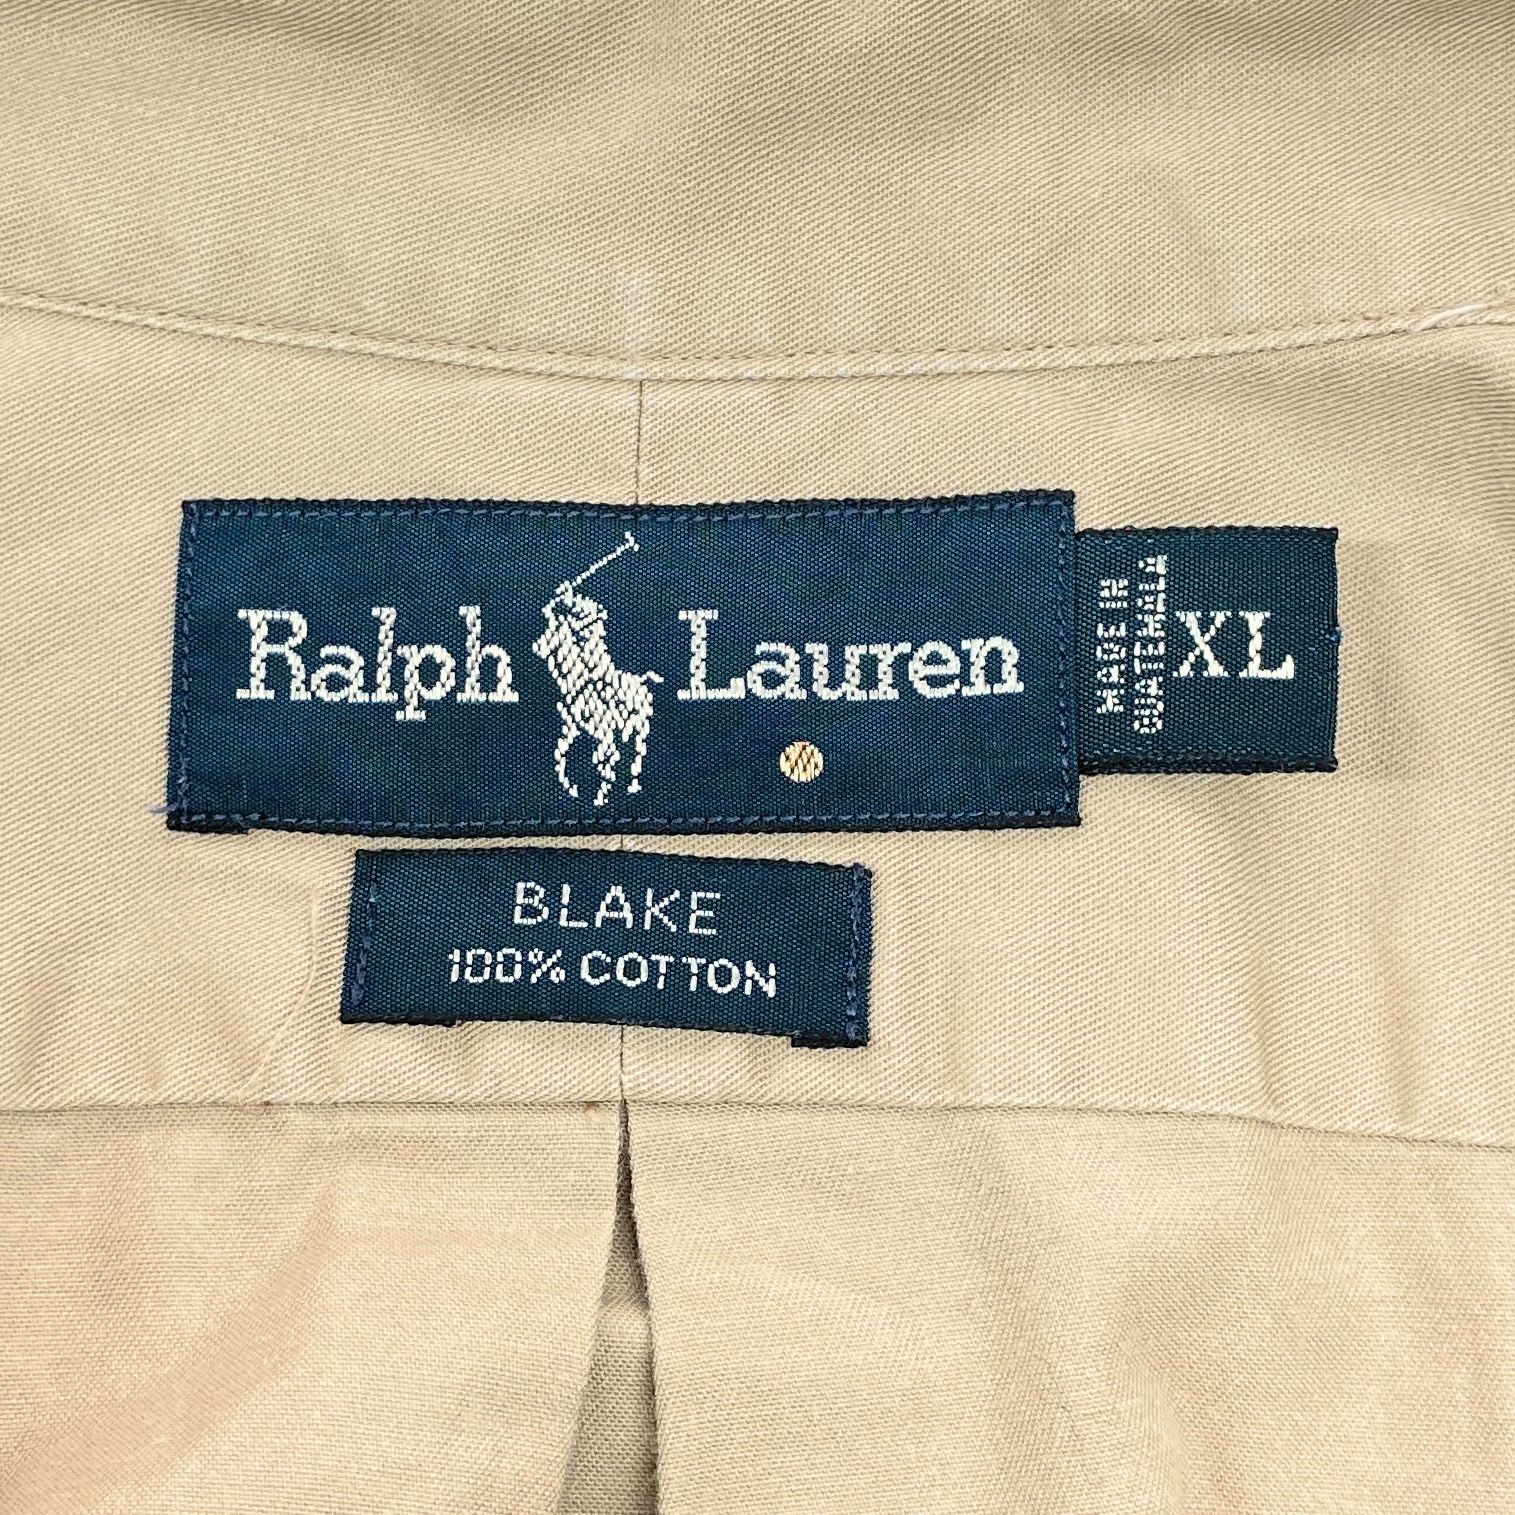 Ralph Lauren
MADE IN
GUATEMALA
XL
BLAKE
100% COTTON